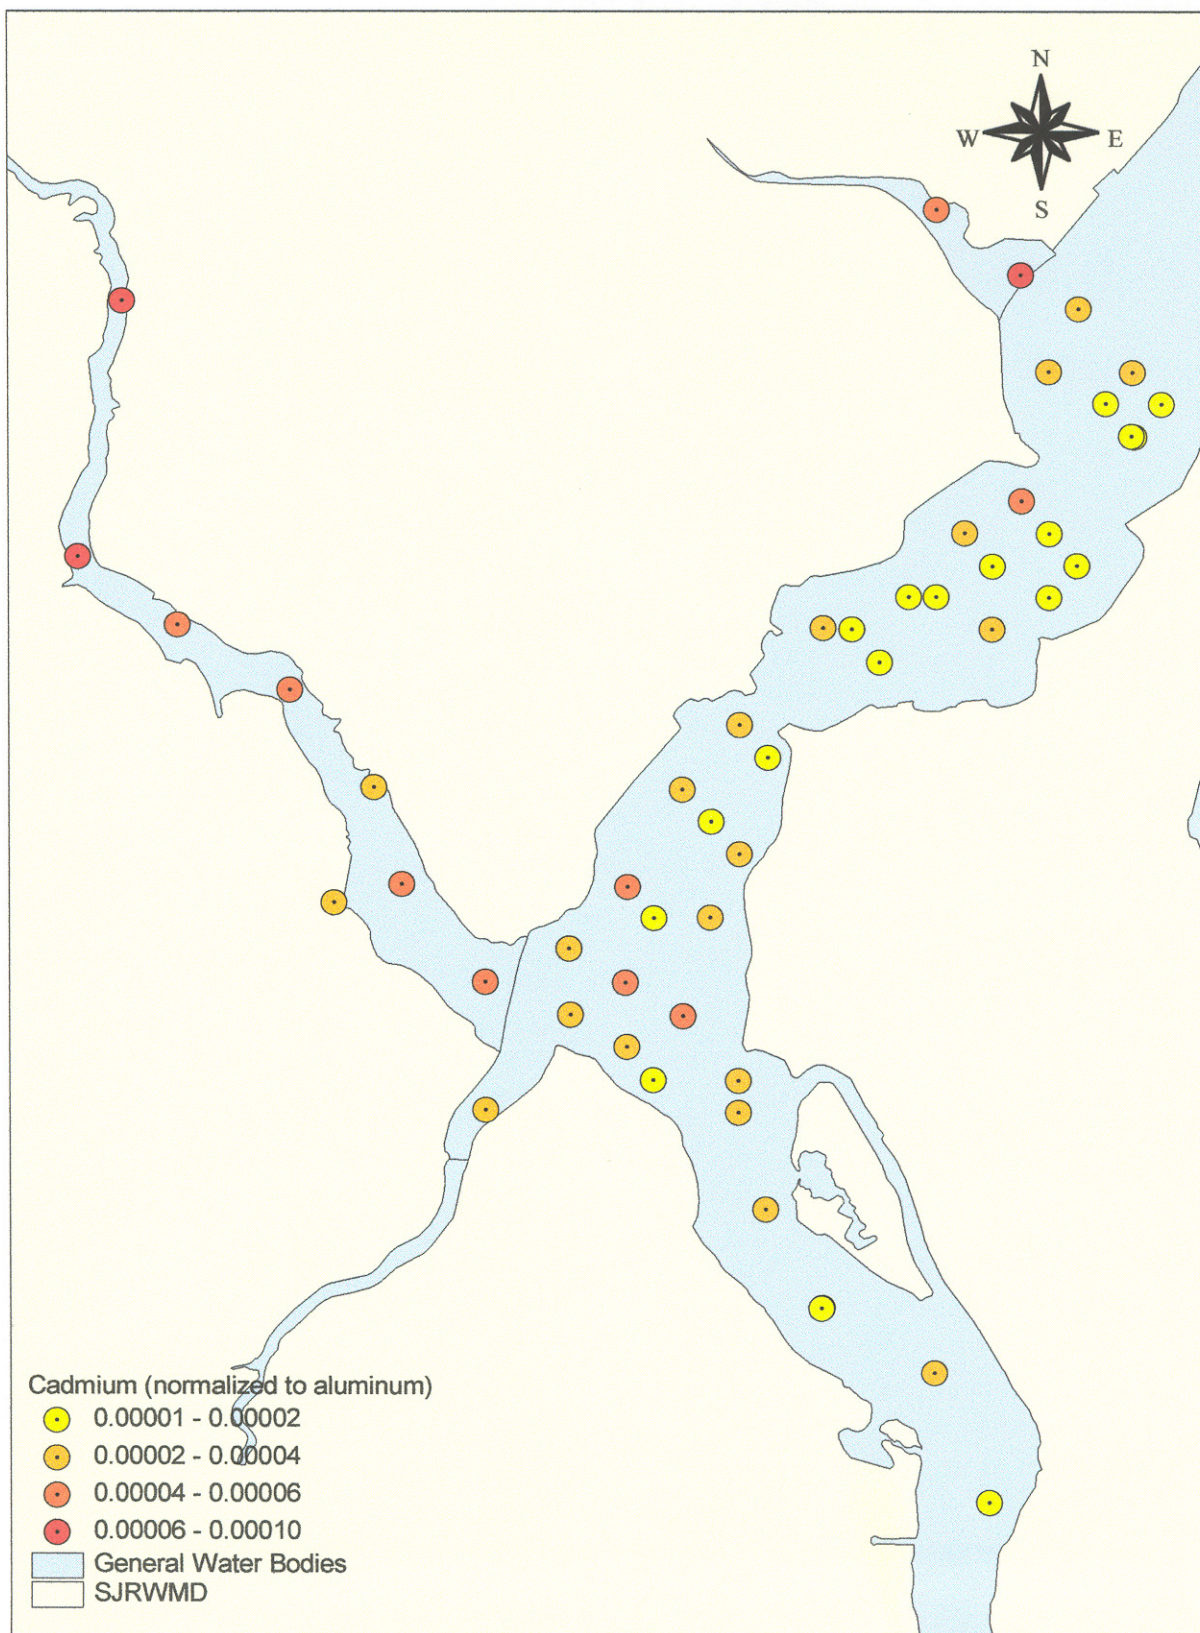 N
W E
S
Cadmium (normalized to aluminum)
0.00001 - 0.00002
0.00002 - 0.00004
0.00004 - 0.00006
0.00006 - 0.00010
General Water Bodies
SJRWMD